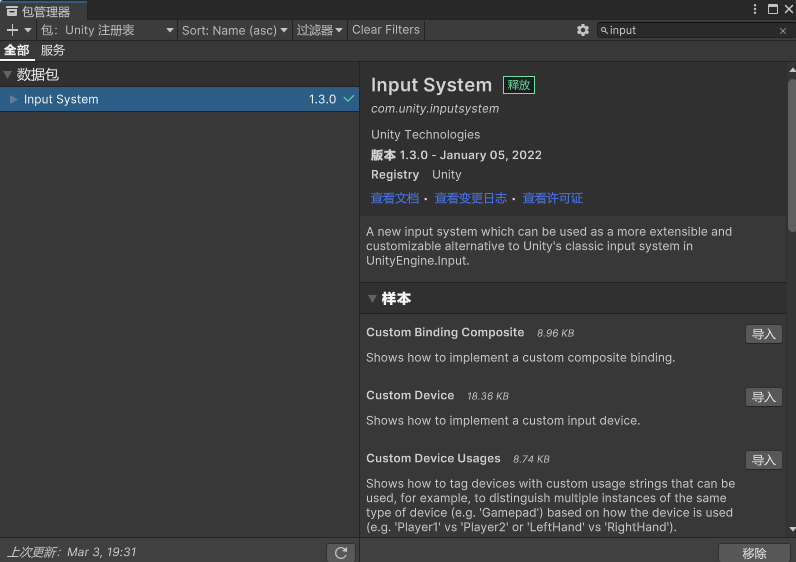 包管理器
包：Unity 注册表 Sort: Name (asc) 过滤器 Clear Filters input
全部 服务
数据包
Input System 1.3.0
Input System 释放
com.unity.inputsystem
Unity Technologies
版本 1.3.0 - January 05, 2022
Registry Unity
查看文档 • 查看变更日志 • 查看许可证
A new input system which can be used as a more extensible and
customizable alternative to Unity's classic input system in
UnityEngine.Input.
样本
Custom Binding Composite 8.96 KB 导入
Shows how to implement a custom composite binding.
Custom Device 18.36 KB 导入
Shows how to implement a custom input device.
Custom Device Usages 8.74 KB 导入
Shows how to tag devices with custom usage strings that can be
used, for example, to distinguish multiple instances of the same
type of device (e.g. 'Gamepad') based on how the device is used
(e.g. 'Player1' vs 'Player2' or 'LeftHand' vs 'RightHand').
上次更新：Mar 3, 19:31
移除